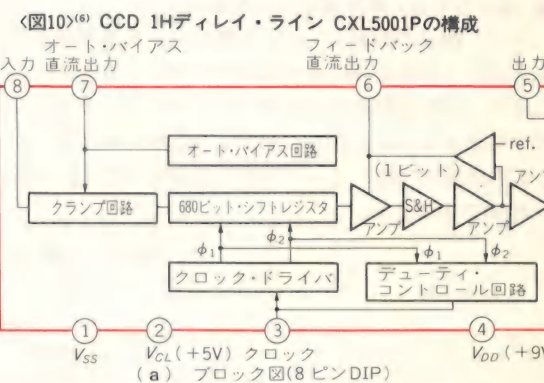 〈図10〉(6) CCD 1Hディレイ・ライン CXL5001Pの構成
オート・バイアス
フィードバック
入力
直流出力
直流出力
出力
8
7
6
5
オート・バイアス回路
(1ビット)
ref.
クランプ回路
680ビット・シフトレジスタ
アンプ
S&H
アンプ
アンプ
φ1
φ2
φ1
φ2
クロック・ドライバ
デューティ・
コントロール回路
1
2
3
4
VSS
VCL(+5V)
クロック
VDD(+9V
(a) ブロック図(8ピンDIP)